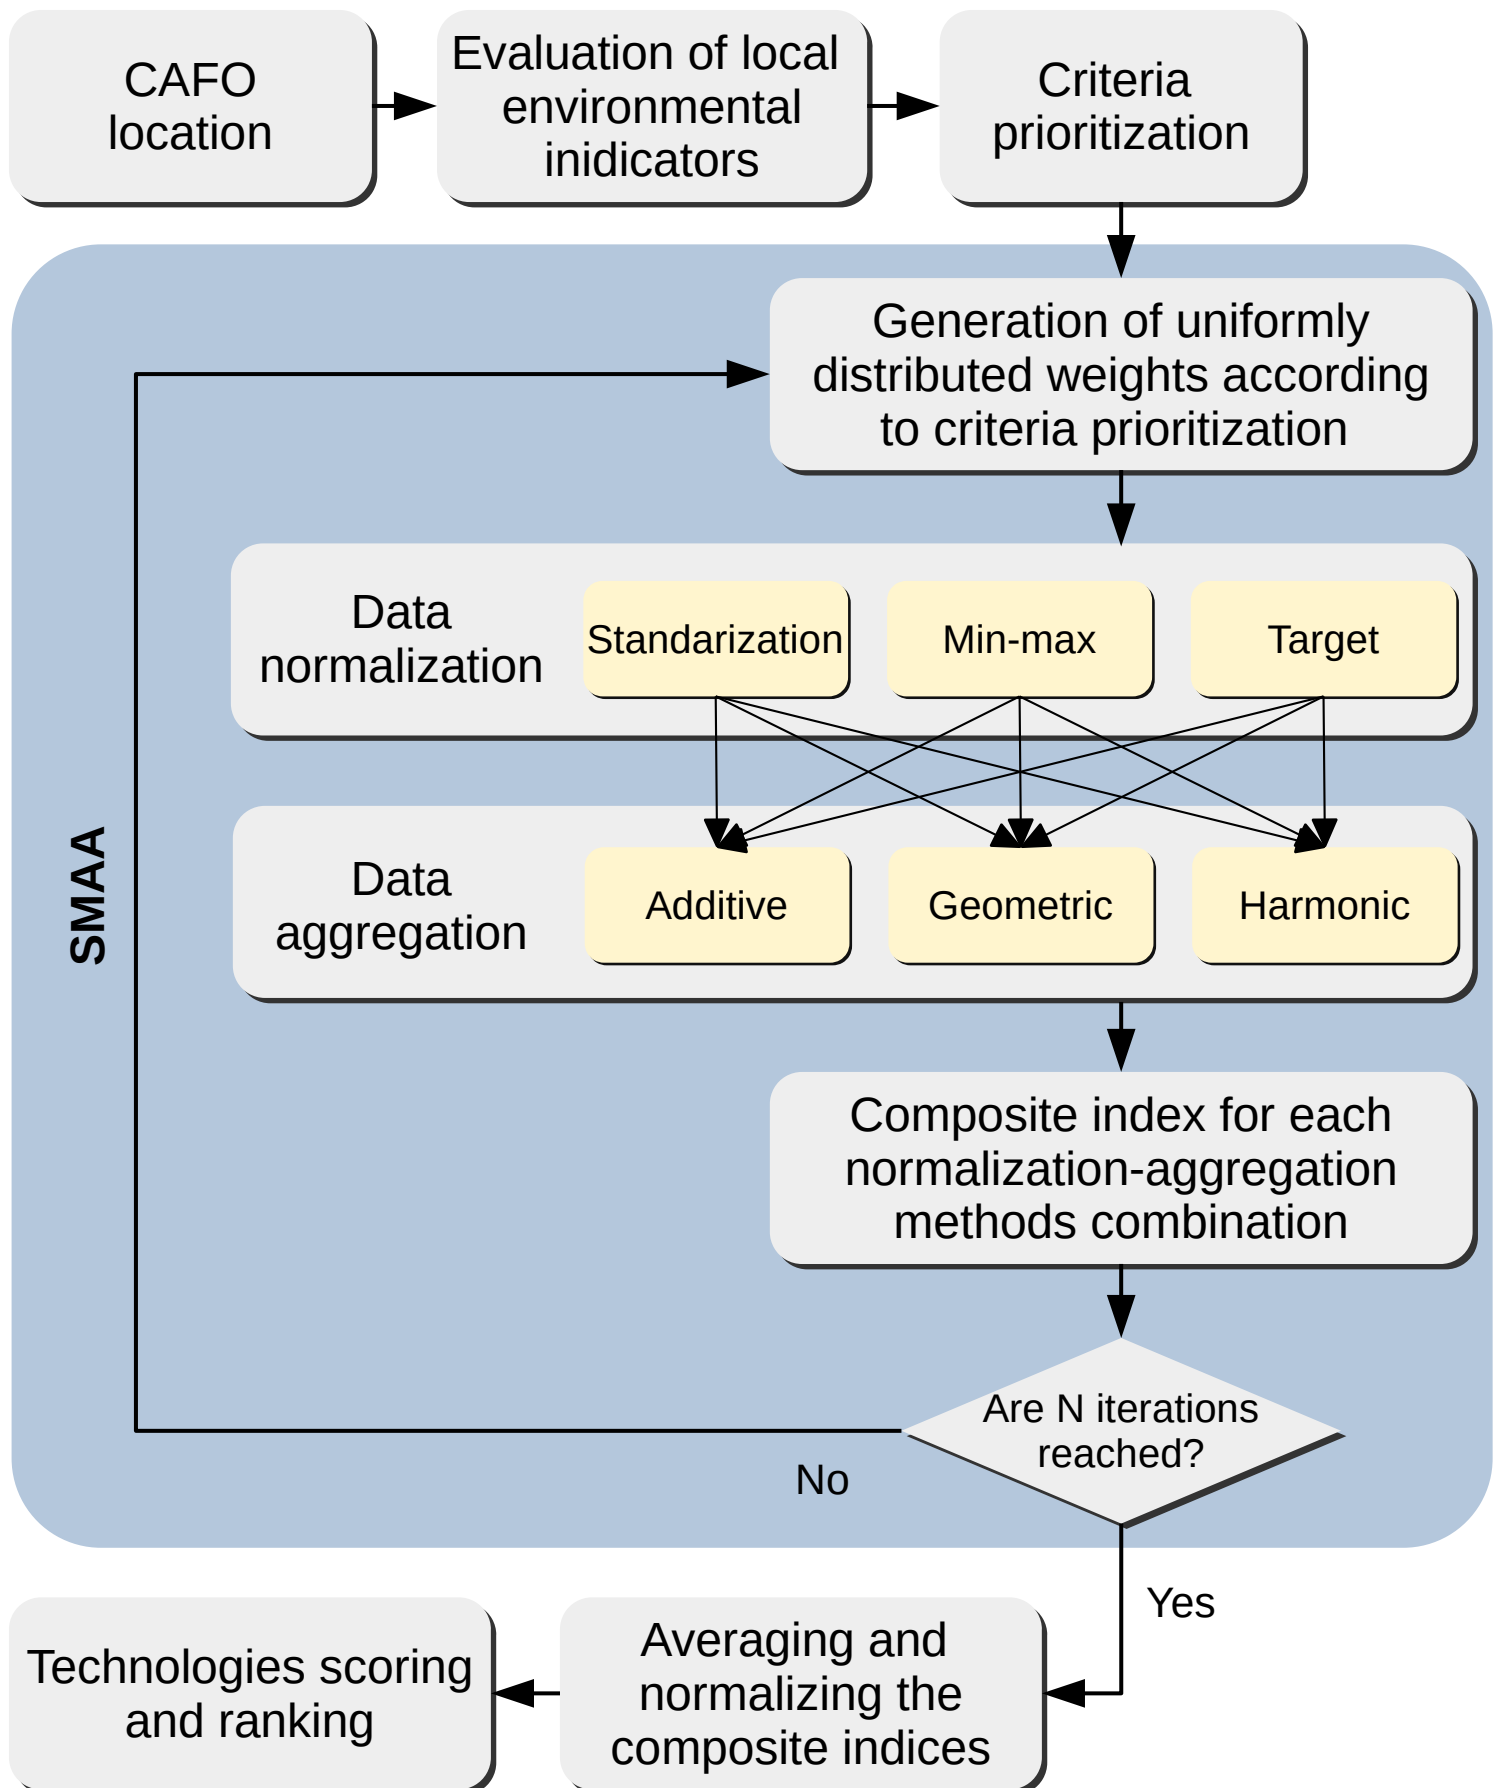 CAFO
location
Evaluation of local
environmental
inidicators
Criteria
prioritization
Generation of uniformly
distributed weights according
to criteria prioritization
Data
normalization
Standarization
Min-max
Target
SMAA
Data
aggregation
Additive
Geometric
Harmonic
Composite index for each
normalization-aggregation
methods combination
Are N iterations
reached?
No
Yes
Averaging and
normalizing the
composite indices
Technologies scoring
and ranking